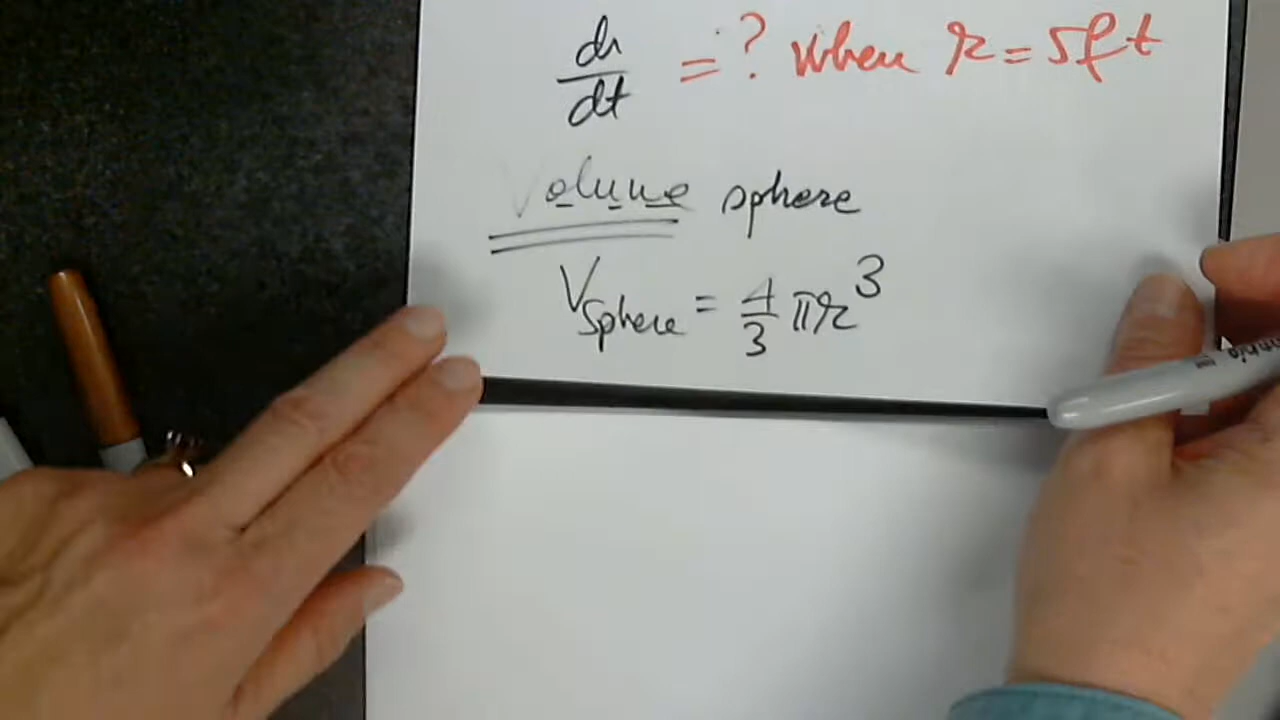 dr/dt = ? when r = 5ft
Volume sphere
V_sphere = 4/3 πr³